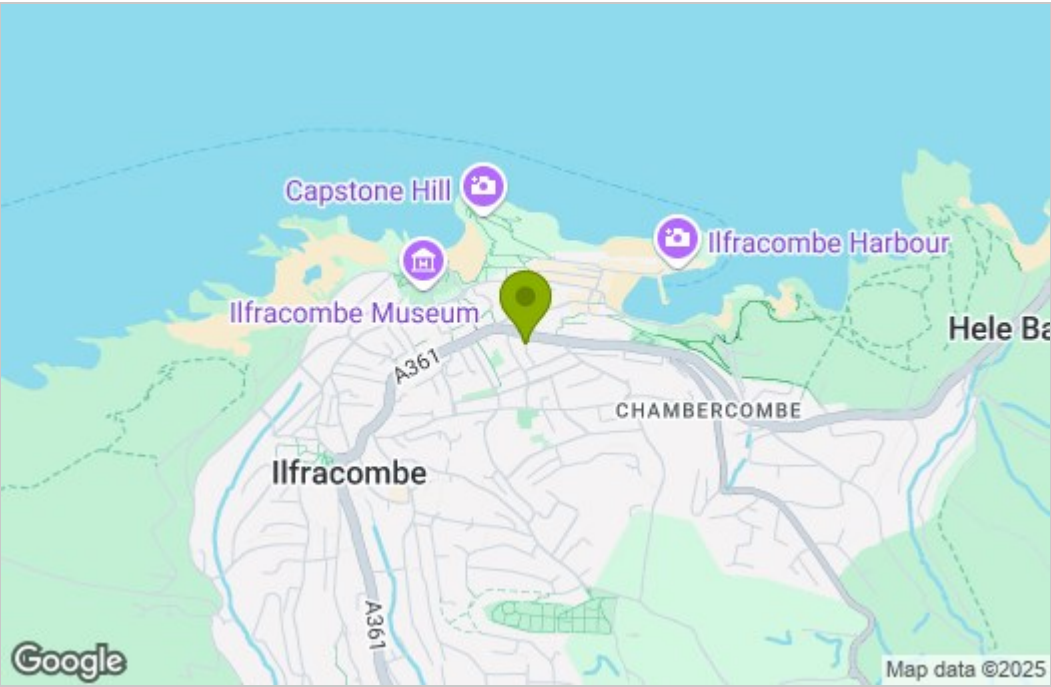 Capstone Hill
Ilfracombe Harbour
Ilfracombe Museum
Hele Ba
A361
CHAMBERCOMBE
Ilfracombe
A361
Google
Map data ©2025